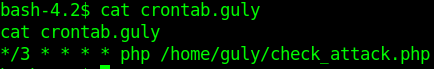 bash-4.2$ cat crontab.guly
cat crontab.guly
*/3 * * * * php /home/guly/check_attack.php